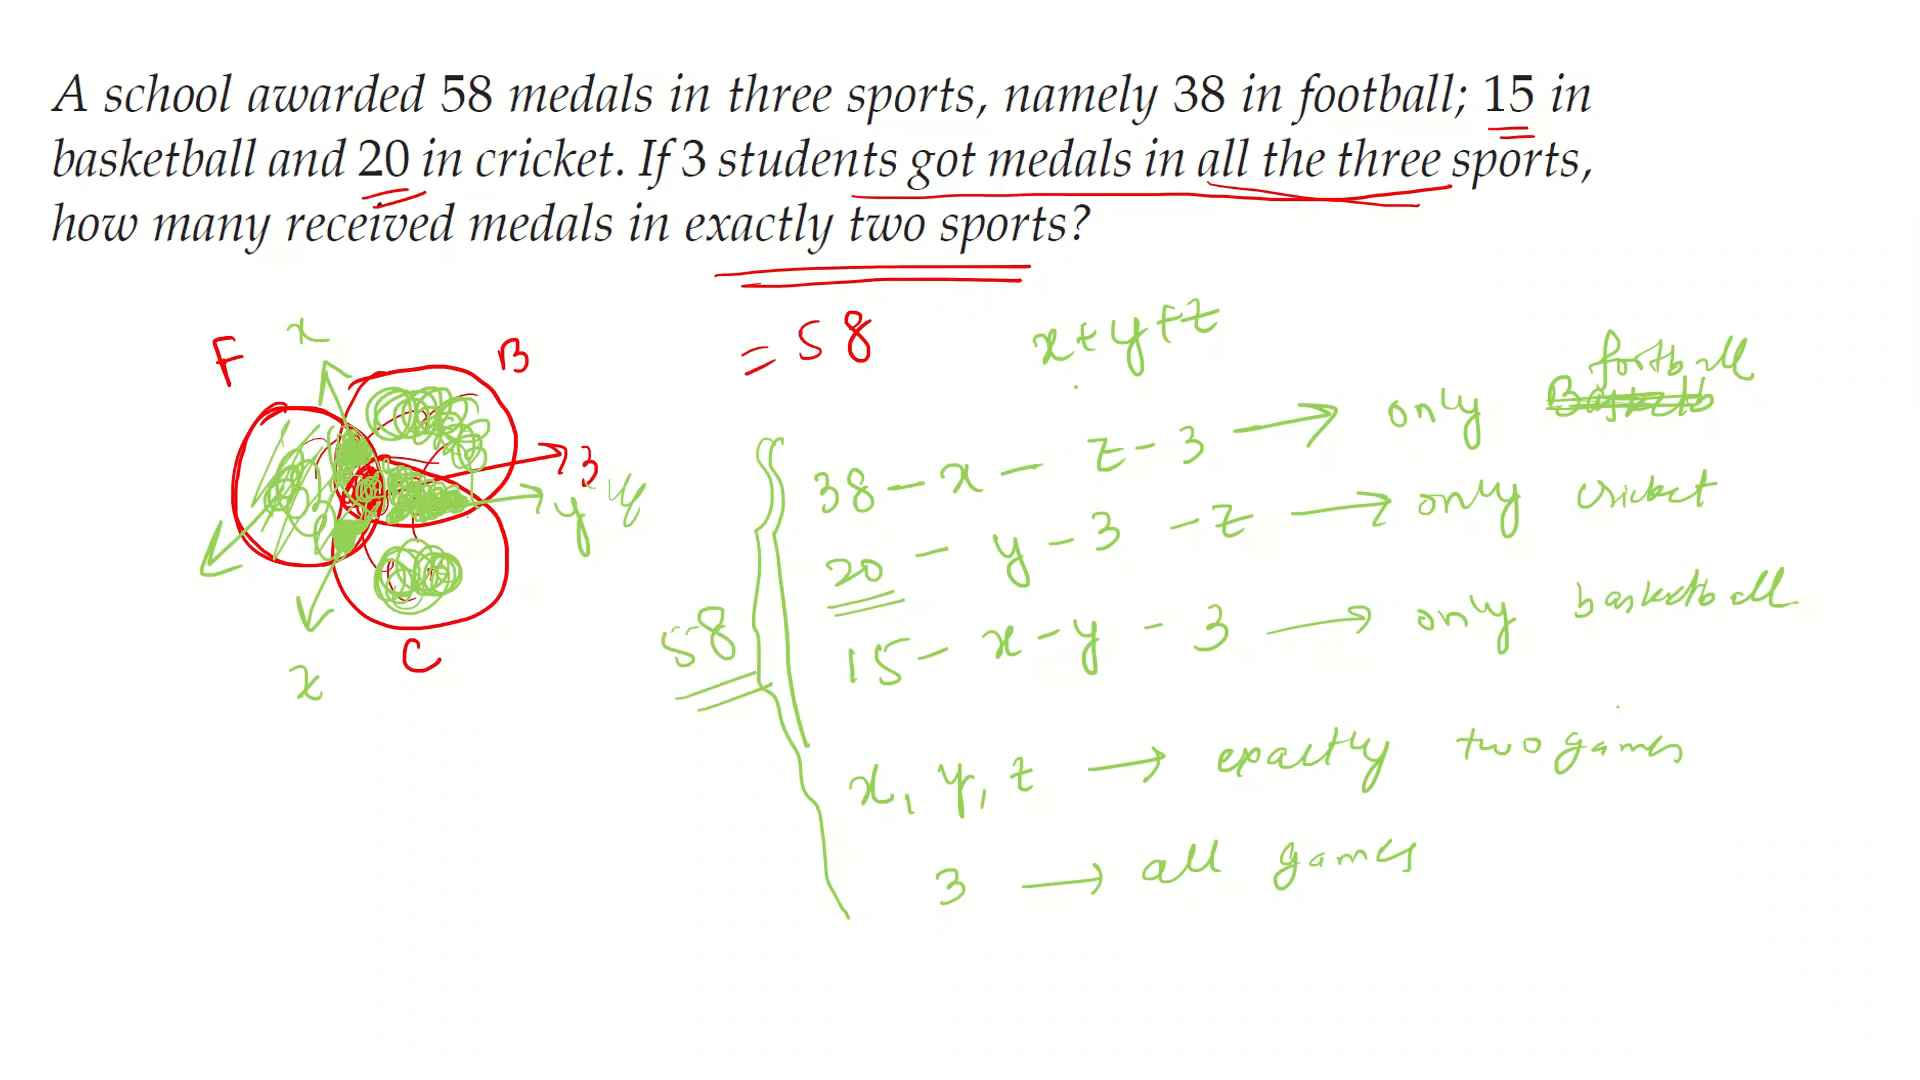 A school awarded 58 medals in three sports, namely 38 in football; 15 in
basketball and 20 in cricket. If 3 students got medals in all the three sports,
how many received medals in exactly two sports?
= 58
x+y+z
F
x
B
3
y
C
38 - x - z - 3 → only football
20 - y - 3 - z → only cricket
58
15 - x - y - 3 → only basketball
x, y, z → exactly two games
3 → all games